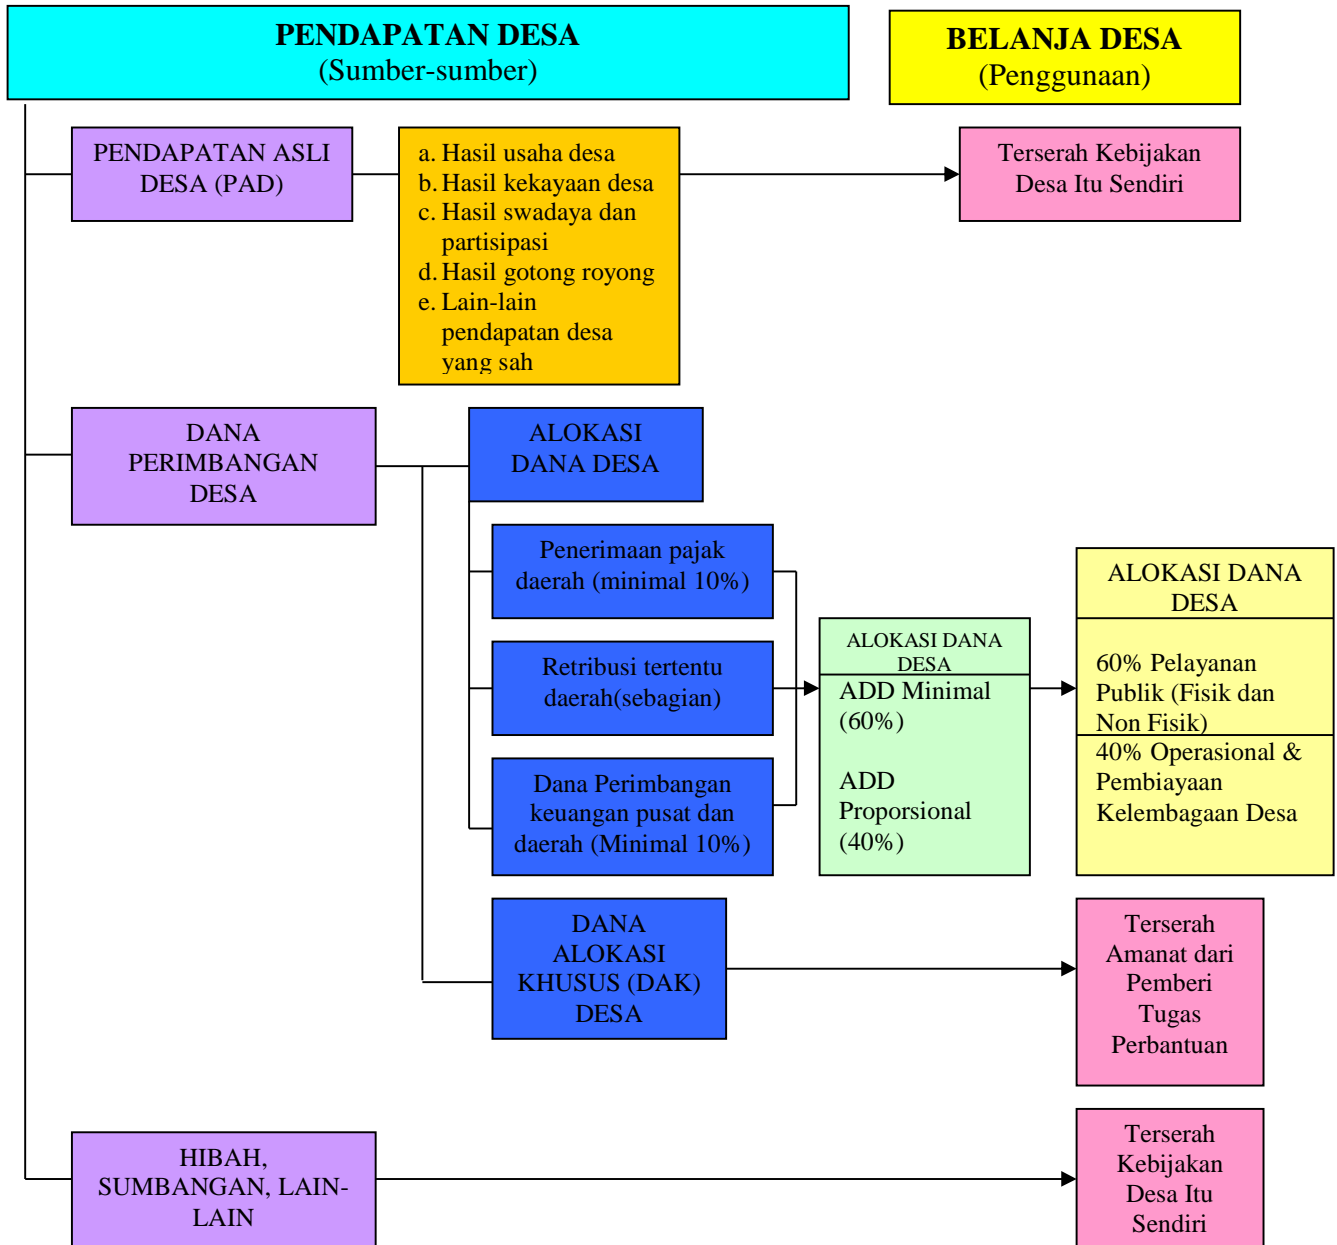 PENDAPATAN DESA
(Sumber-sumber)
BELANJA DESA
(Penggunaan)
PENDAPATAN ASLI
DESA (PAD)
a. Hasil usaha desa
b. Hasil kekayaan desa
c. Hasil swadaya dan
partisipasi
d. Hasil gotong royong
e. Lain-lain
pendapatan desa
yang sah
Terserah Kebijakan
Desa Itu Sendiri
DANA
PERIMBANGAN
DESA
ALOKASI
DANA DESA
Penerimaan pajak
daerah (minimal 10%)
Retribusi tertentu
daerah(sebagian)
Dana Perimbangan
keuangan pusat dan
daerah (Minimal 10%)
ALOKASI DANA
DESA
ADD Minimal
(60%)
ADD
Proporsional
(40%)
ALOKASI DANA
DESA
60% Pelayanan
Publik (Fisik dan
Non Fisik)
40% Operasional &
Pembiayaan
Kelembagaan Desa
DANA
ALOKASI
KHUSUS (DAK)
DESA
Terserah
Amanat dari
Pemberi
Tugas
Perbantuan
HIBAH,
SUMBANGAN, LAIN-
LAIN
Terserah
Kebijakan
Desa Itu
Sendiri